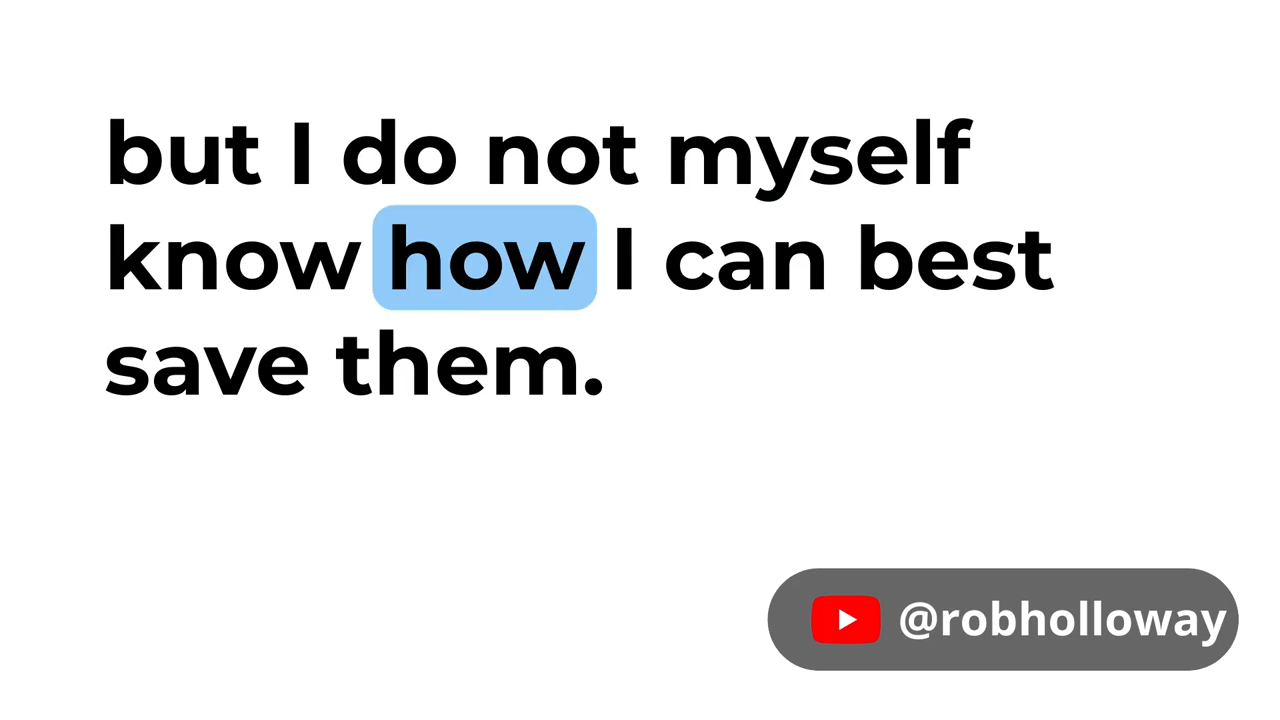 but I do not myself
know how I can best
save them.
@robholloway